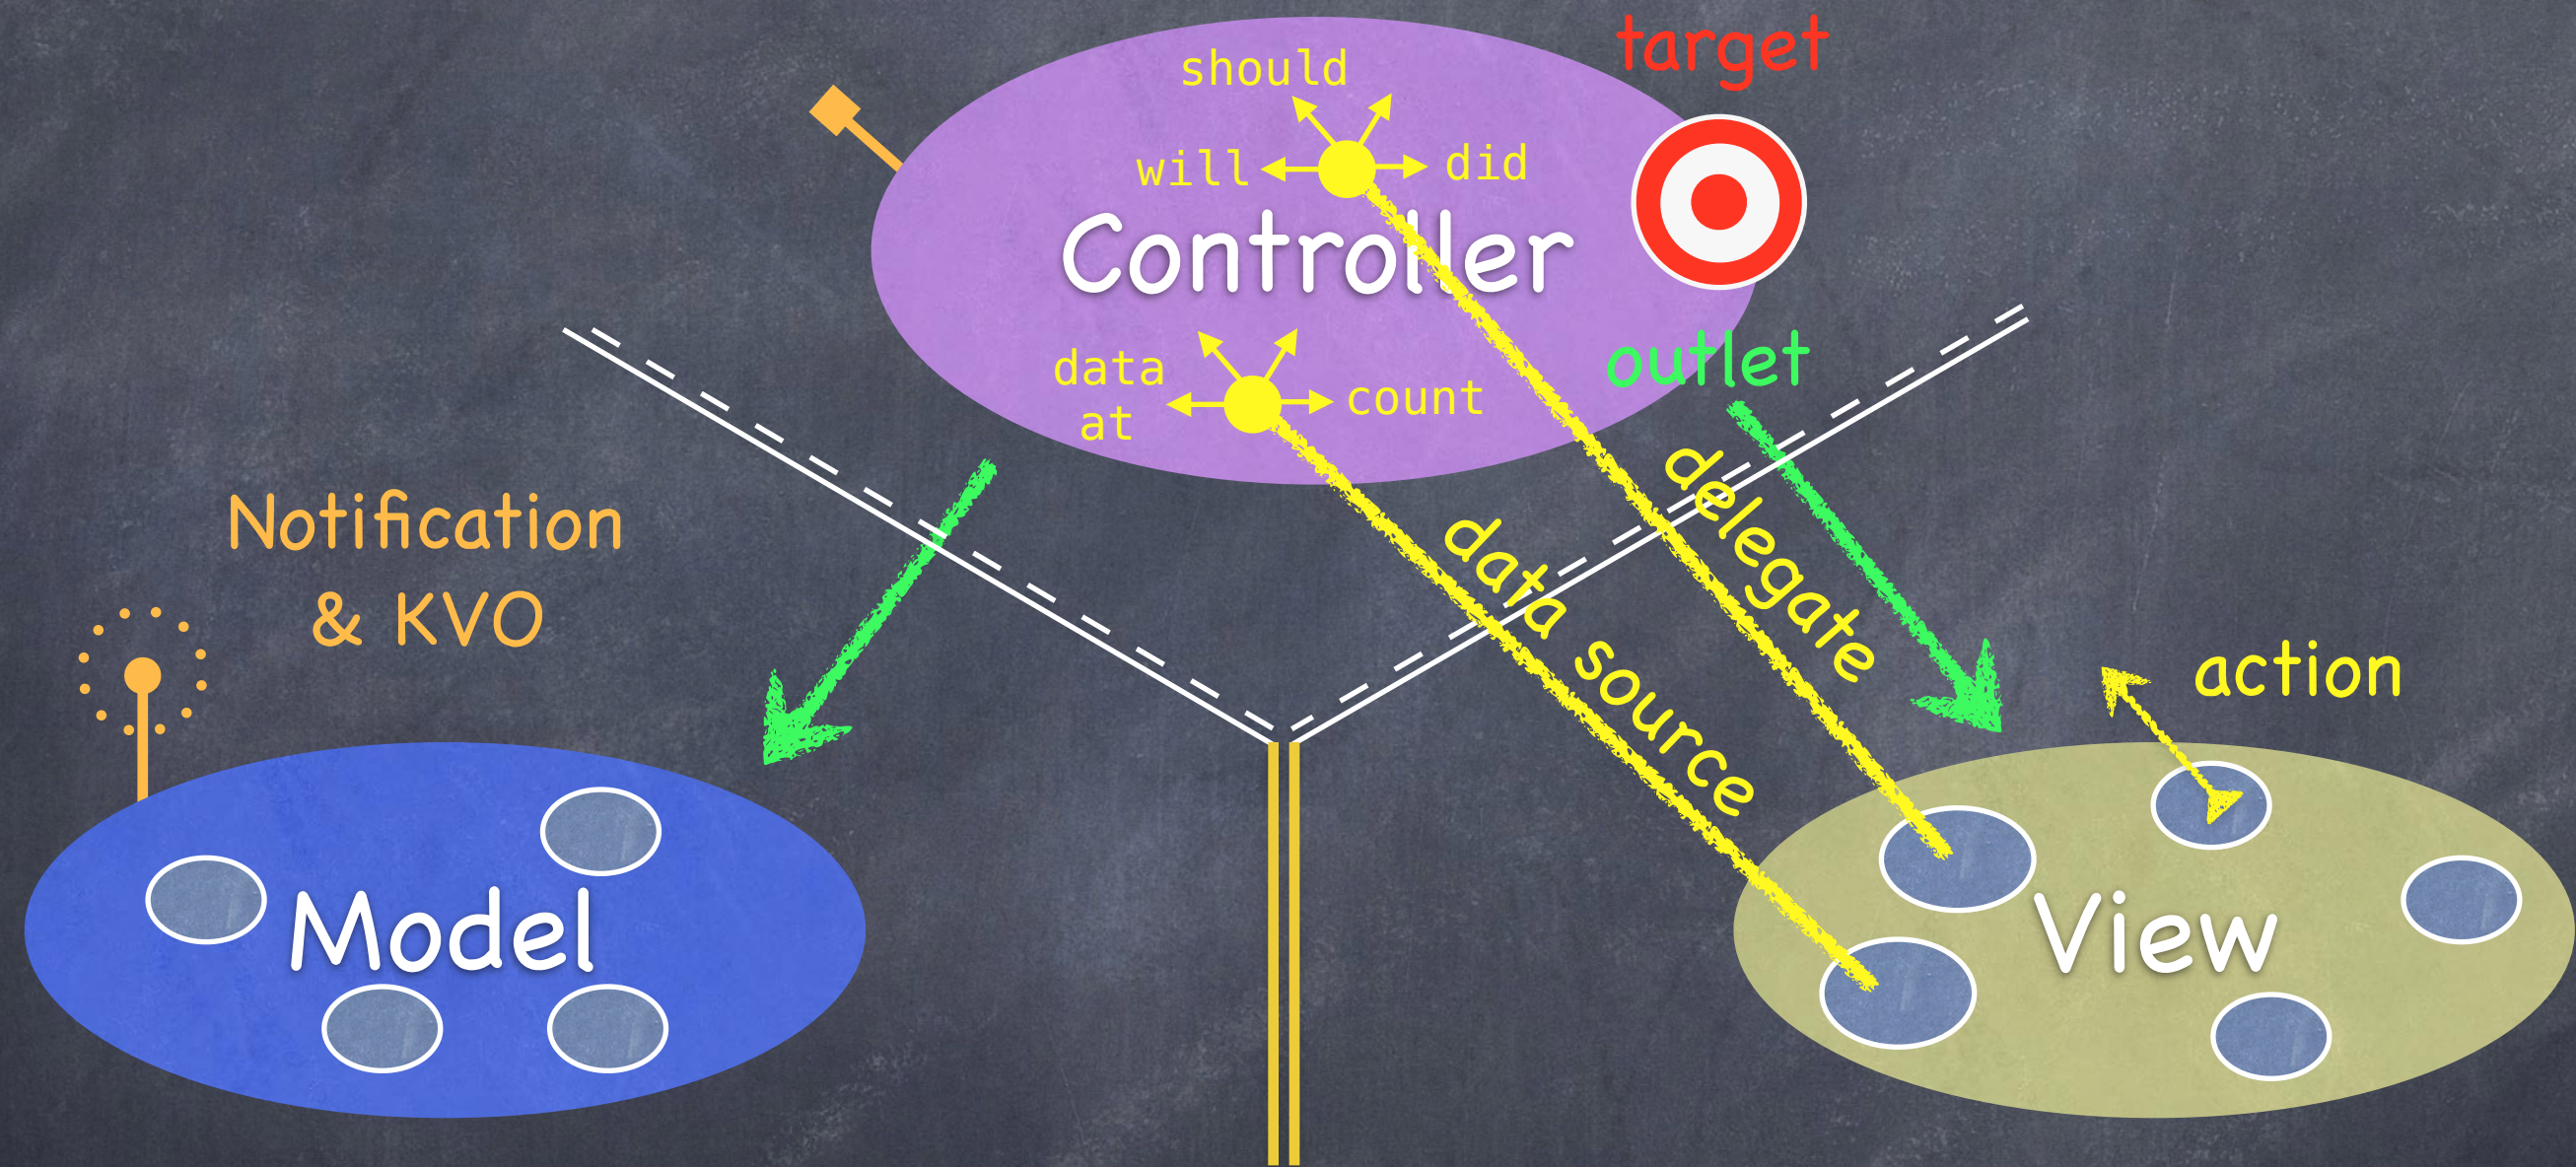 should
target
will
did
Controller
data
at
count
outlet
Notification
& KVO
delegate
data source
action
Model
View